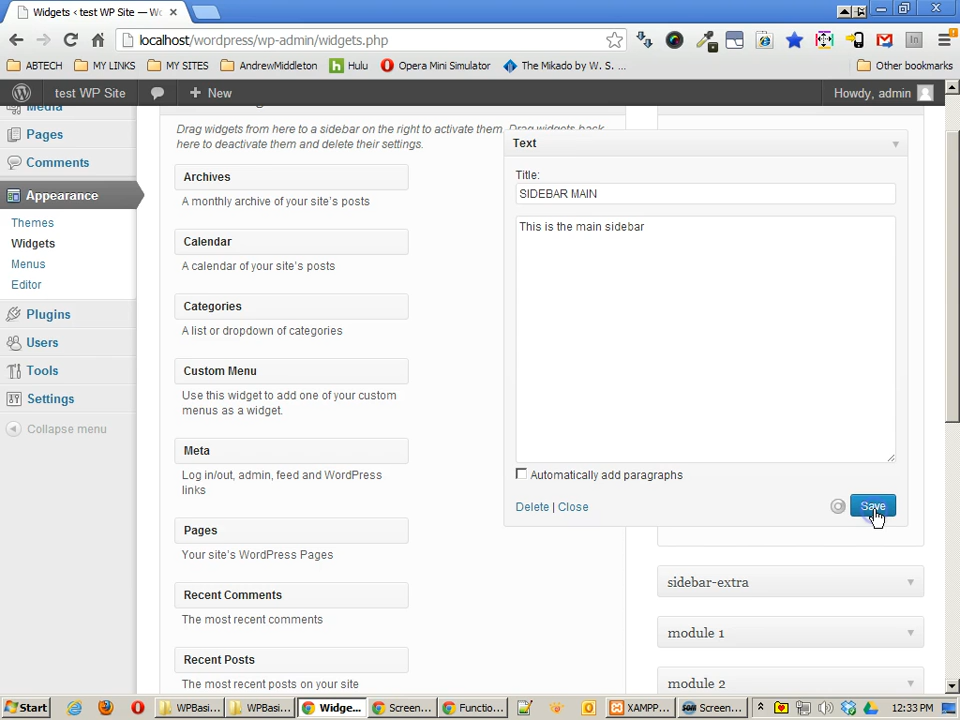 Widgets < test WP Site — Wo
localhost/wordpress/wp-admin/widgets.php
ABTECH MY LINKS MY SITES AndrewMiddleton Hulu Opera Mini Simulator The Mikado by W. S. ... Other bookmarks
test WP Site + New Howdy, admin
Media
Pages
Comments
Appearance
Themes
Widgets
Menus
Editor
Plugins
Users
Tools
Settings
Collapse menu
Drag widgets from here to a sidebar on the right to activate them. Drag widgets back
here to deactivate them and delete their settings.
Archives
A monthly archive of your site's posts
Calendar
A calendar of your site's posts
Categories
A list or dropdown of categories
Custom Menu
Use this widget to add one of your custom
menus as a widget.
Meta
Log in/out, admin, feed and WordPress
links
Pages
Your site's WordPress Pages
Recent Comments
The most recent comments
Recent Posts
The most recent posts on your site
Text
Title:
SIDEBAR MAIN
This is the main sidebar
Automatically add paragraphs
Delete | Close
Save
sidebar-extra
module 1
module 2
Start WPBasi... WPBasi... Widge... Screen... Functio... XAMPP... Screen... 12:33 PM